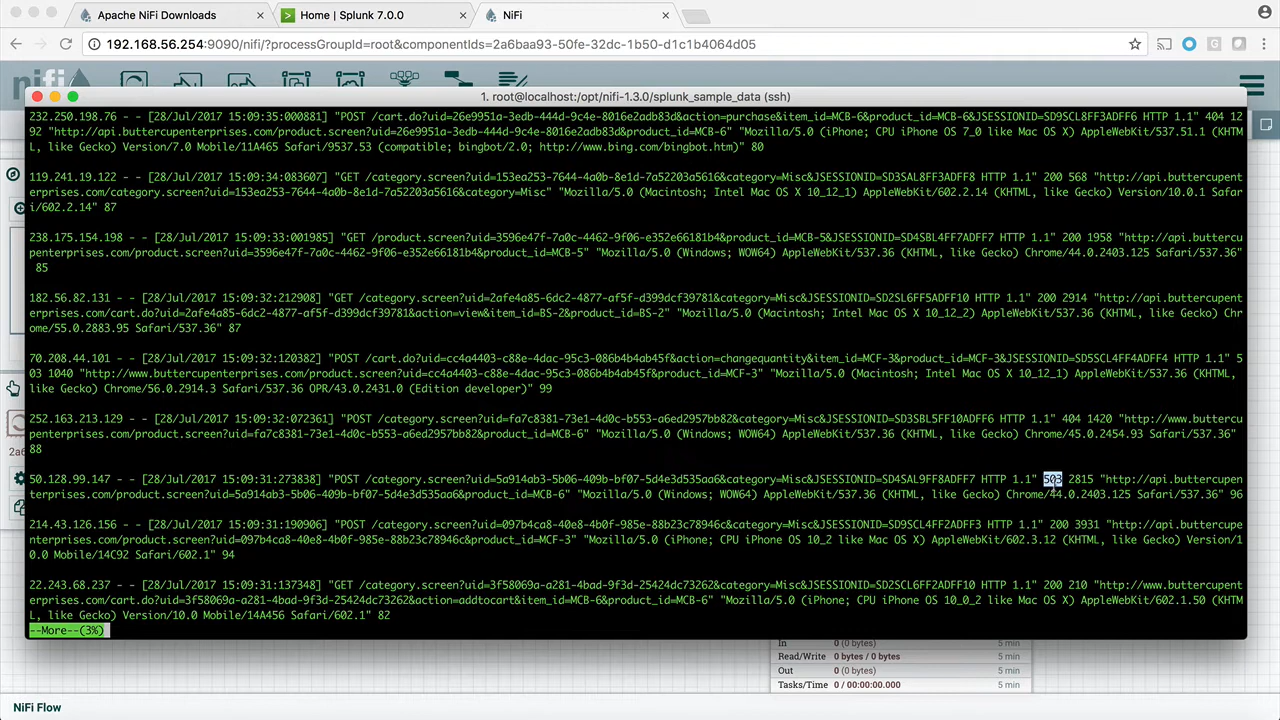 Apache NiFi Downloads
Home | Splunk 7.0.0
NiFi
192.168.56.254:9090/nifi/?processGroupId=root&componentIds=2a6baa93-50fe-32dc-1b50-d1c1b4064d05
nifi
1. root@localhost:/opt/nifi-1.3.0/splunk_sample_data (ssh)
232.250.198.76 - - [28/Jul/2017 15:09:35:000881] "POST /cart.do?uid=26e9951a-3edb-444d-9c4e-8016e2adb83d&action=purchase&item_id=MCB-6&product_id=MCB-6&JSESSIONID=SD9SCL8FF3ADFF6 HTTP 1.1" 404 12
92 "http://api.buttercupenterprises.com/product.screen?uid=26e9951a-3edb-444d-9c4e-8016e2adb83d&product_id=MCB-6" "Mozilla/5.0 (iPhone; CPU iPhone OS 7_0 like Mac OS X) AppleWebKit/537.51.1 (KHTM
L, like Gecko) Version/7.0 Mobile/11A465 Safari/9537.53 (compatible; bingbot/2.0; http://www.bing.com/bingbot.htm)" 80
119.241.19.122 - - [28/Jul/2017 15:09:34:083607] "GET /category.screen?uid=153ea253-7644-4a0b-8e1d-7a52203a5616&category=Misc&JSESSIONID=SD3SAL8FF3ADFF8 HTTP 1.1" 200 568 "http://api.buttercupent
erprises.com/category.screen?uid=153ea253-7644-4a0b-8e1d-7a52203a5616&category=Misc" "Mozilla/5.0 (Macintosh; Intel Mac OS X 10_12_1) AppleWebKit/602.2.14 (KHTML, like Gecko) Version/10.0.1 Safar
i/602.2.14" 87
238.175.154.198 - - [28/Jul/2017 15:09:33:001985] "GET /product.screen?uid=3596e47f-7a0c-4462-9f06-e352e66181b4&product_id=MCB-5&JSESSIONID=SD4SBL4FF7ADFF7 HTTP 1.1" 200 1958 "http://api.buttercu
penterprises.com/product.screen?uid=3596e47f-7a0c-4462-9f06-e352e66181b4&product_id=MCB-5" "Mozilla/5.0 (Windows; WOW64) AppleWebKit/537.36 (KHTML, like Gecko) Chrome/44.0.2403.125 Safari/537.36"
85
182.56.82.131 - - [28/Jul/2017 15:09:32:212908] "GET /category.screen?uid=2afe4a85-6dc2-4877-af5f-d399dcf39781&category=Misc&JSESSIONID=SD2SL6FF5ADFF10 HTTP 1.1" 200 2914 "http://api.buttercupent
erprises.com/cart.do?uid=2afe4a85-6dc2-4877-af5f-d399dcf39781&action=view&item_id=BS-2&product_id=BS-2" "Mozilla/5.0 (Macintosh; Intel Mac OS X 10_12_2) AppleWebKit/537.36 (KHTML, like Gecko) Chr
ome/55.0.2883.95 Safari/537.36" 87
70.208.44.101 - - [28/Jul/2017 15:09:32:120382] "POST /cart.do?uid=cc4a4403-c88e-4dac-95c3-086b4b4ab45f&action=changequantity&item_id=MCF-3&product_id=MCF-3&JSESSIONID=SD5SCL4FF4ADFF4 HTTP 1.1" 5
03 1040 "http://www.buttercupenterprises.com/product.screen?uid=cc4a4403-c88e-4dac-95c3-086b4b4ab45f&product_id=MCF-3" "Mozilla/5.0 (Macintosh; Intel Mac OS X 10_12_1) AppleWebKit/537.36 (KHTML,
like Gecko) Chrome/56.0.2914.3 Safari/537.36 OPR/43.0.2431.0 (Edition developer)" 99
252.163.213.129 - - [28/Jul/2017 15:09:32:072361] "POST /category.screen?uid=fa7c8381-73e1-4d0c-b553-a6ed2957bb82&category=Misc&JSESSIONID=SD3SBL5FF10ADFF6 HTTP 1.1" 404 1420 "http://www.buttercu
penterprises.com/product.screen?uid=fa7c8381-73e1-4d0c-b553-a6ed2957bb82&product_id=MCB-6" "Mozilla/5.0 (Windows; WOW64) AppleWebKit/537.36 (KHTML, like Gecko) Chrome/45.0.2454.93 Safari/537.36"
88
50.128.99.147 - - [28/Jul/2017 15:09:31:273838] "POST /category.screen?uid=5a914ab3-5b06-409b-bf07-5d4e3d535aa6&category=Misc&JSESSIONID=SD4SAL9FF8ADFF7 HTTP 1.1" 503 2815 "http://api.buttercupen
terprises.com/product.screen?uid=5a914ab3-5b06-409b-bf07-5d4e3d535aa6&product_id=MCB-6" "Mozilla/5.0 (Windows; WOW64) AppleWebKit/537.36 (KHTML, like Gecko) Chrome/44.0.2403.125 Safari/537.36" 96
214.43.126.156 - - [28/Jul/2017 15:09:31:190906] "POST /category.screen?uid=097b4ca8-40e8-4b0f-985e-88b23c78946c&category=Misc&JSESSIONID=SD9SCL4FF2ADFF3 HTTP 1.1" 200 3931 "http://api.buttercupe
nterprises.com/product.screen?uid=097b4ca8-40e8-4b0f-985e-88b23c78946c&product_id=MCF-3" "Mozilla/5.0 (iPhone; CPU iPhone OS 10_2 like Mac OS X) AppleWebKit/602.3.12 (KHTML, like Gecko) Version/1
0.0 Mobile/14C92 Safari/602.1" 94
22.243.68.237 - - [28/Jul/2017 15:09:31:137348] "GET /category.screen?uid=3f58069a-a281-4bad-9f3d-25424dc73262&category=Misc&JSESSIONID=SD2SCL2FF10ADFF10 HTTP 1.1" 200 210 "http://www.buttercupent
erprises.com/cart.do?uid=3f58069a-a281-4bad-9f3d-25424dc73262&action=addtocart&item_id=MCB-6&product_id=MCB-6" "Mozilla/5.0 (iPhone; CPU iPhone OS 10_0_2 like Mac OS X) AppleWebKit/602.1.50 (KHTM
L, like Gecko) Version/10.0 Mobile/14A456 Safari/602.1" 82
--More--(3%)
2a6
In 0 (0 bytes) 5 min
Read/Write 0 bytes / 0 bytes 5 min
Out 0 (0 bytes) 5 min
Tasks/Time 0 / 00:00:00.000 5 min
NiFi Flow